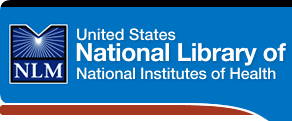 United States
National Library of
National Institutes of Health
NLM